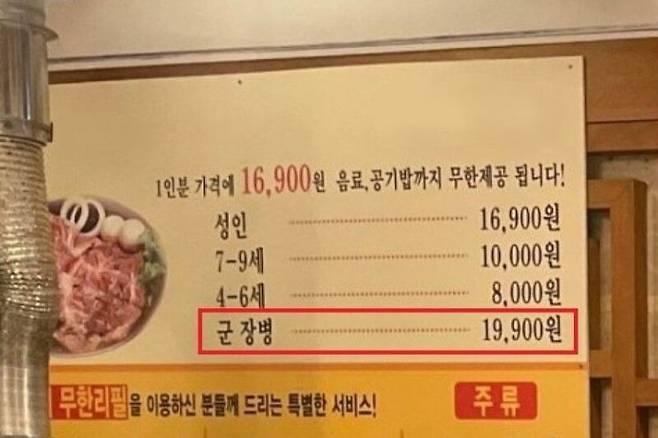 1인분 가격에 16,900원 음료,공기밥까지 무한제공 됩니다!
성인 16,900원
7-9세 10,000원
4-6세 8,000원
군 장병 19,900원
무한리필을 이용하신 분들께 드리는 특별한 서비스!
주류